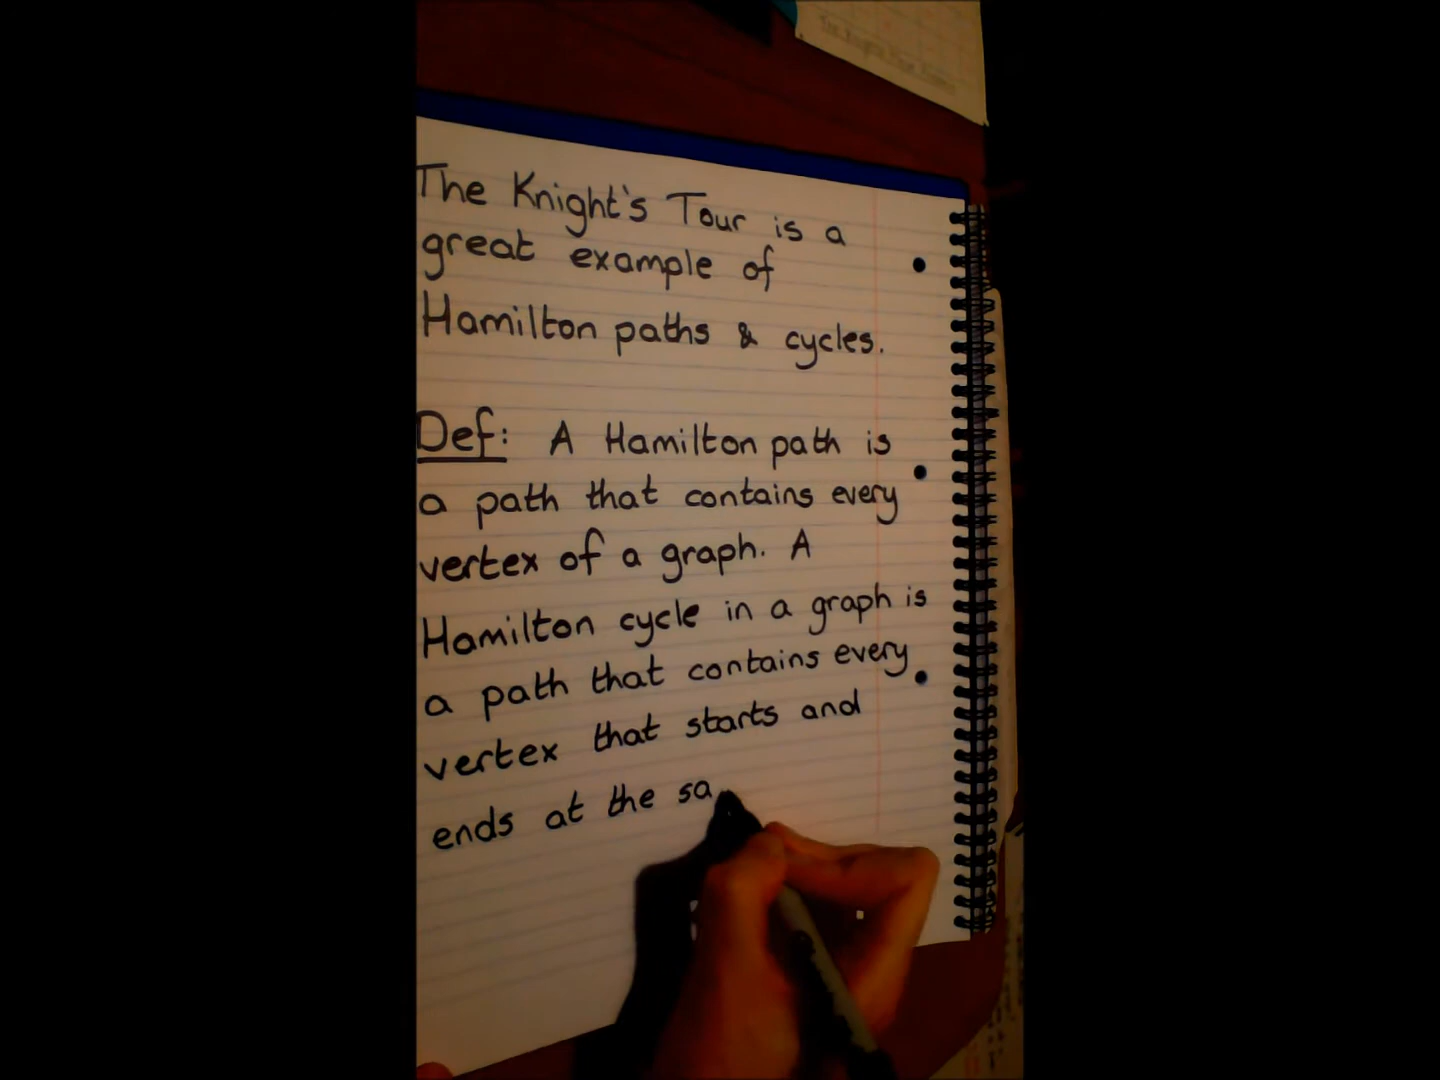 The Knight's Tour is a
great example of
Hamilton paths & cycles.
Def: A Hamilton path is
a path that contains every
vertex of a graph. A
Hamilton cycle in a graph is
a path that contains every
vertex that starts and
ends at the sa